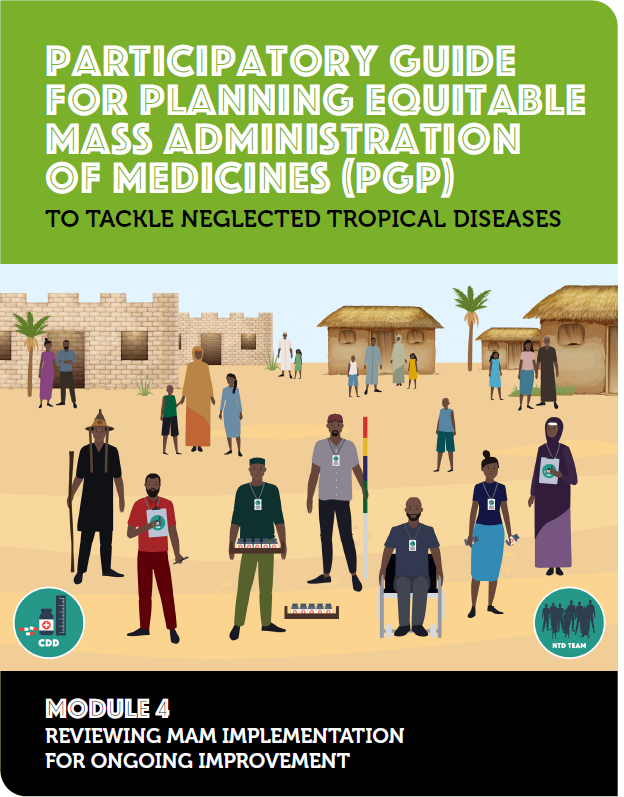 PARTICIPATORY GUIDE
FOR PLANNING EQUITABLE
MASS ADMINISTRATION
OF MEDICINES (PGP)
TO TACKLE NEGLECTED TROPICAL DISEASES
CDD
NTD TEAM
MODULE 4
REVIEWING MAM IMPLEMENTATION
FOR ONGOING IMPROVEMENT